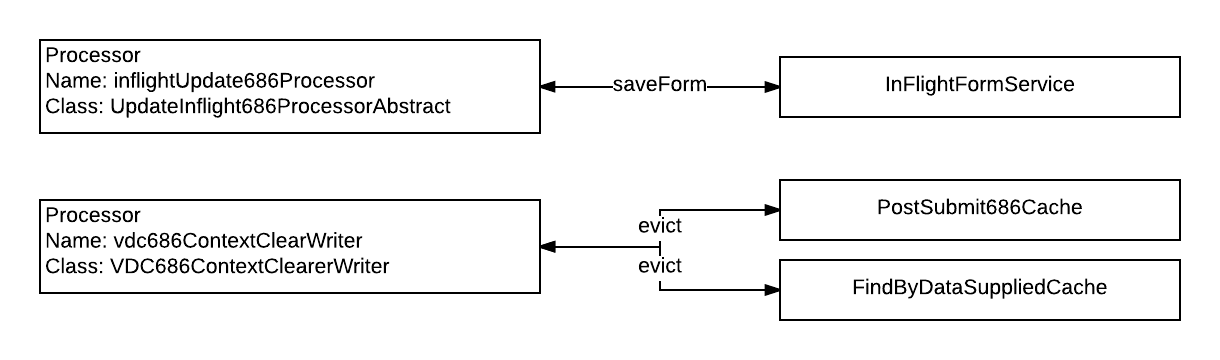 Processor
Name: inflightUpdate686Processor
Class: UpdateInflight686ProcessorAbstract
saveForm
InFlightFormService
Processor
Name: vdc686ContextClearWriter
Class: VDC686ContextClearerWriter
evict
PostSubmit686Cache
evict
FindByDataSuppliedCache